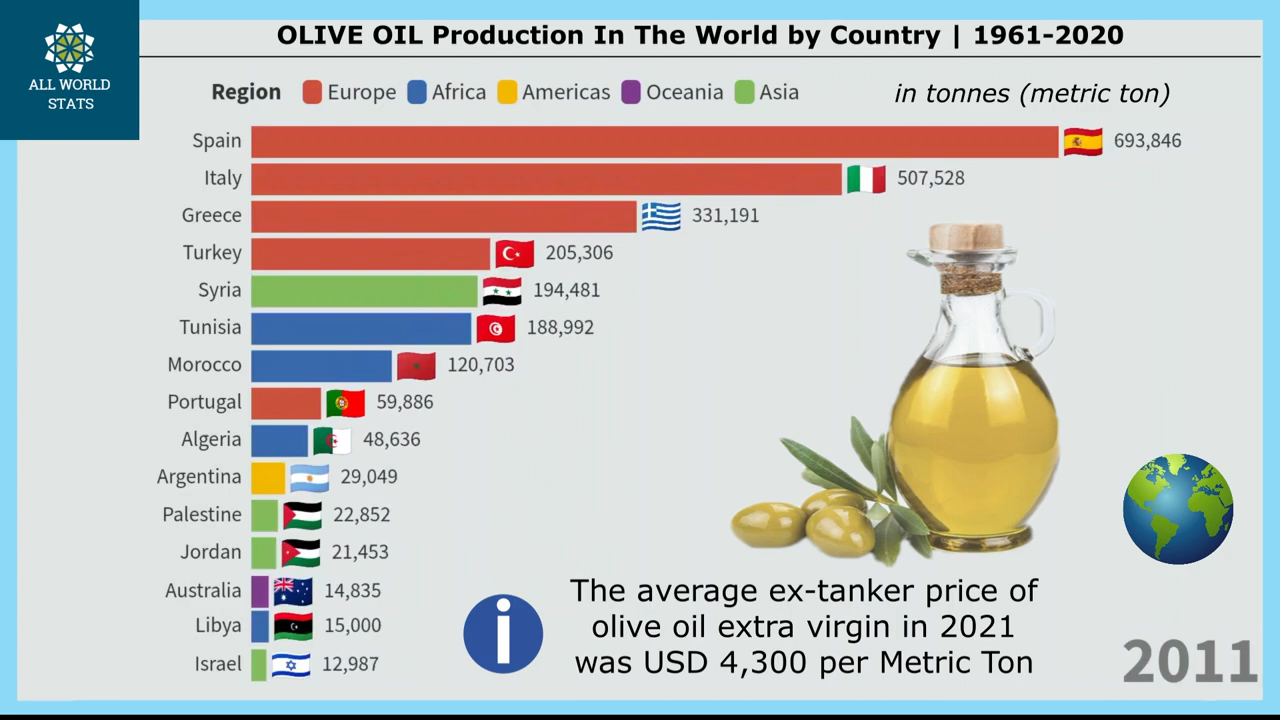 OLIVE OIL Production In The World by Country | 1961-2020
ALL WORLD
STATS
Region Europe Africa Americas Oceania Asia
in tonnes (metric ton)
Spain 693,846
Italy 507,528
Greece 331,191
Turkey 205,306
Syria 194,481
Tunisia 188,992
Morocco 120,703
Portugal 59,886
Algeria 48,636
Argentina 29,049
Palestine 22,852
Jordan 21,453
Australia 14,835
Libya 15,000
Israel 12,987
i
The average ex-tanker price of
olive oil extra virgin in 2021
was USD 4,300 per Metric Ton
2011